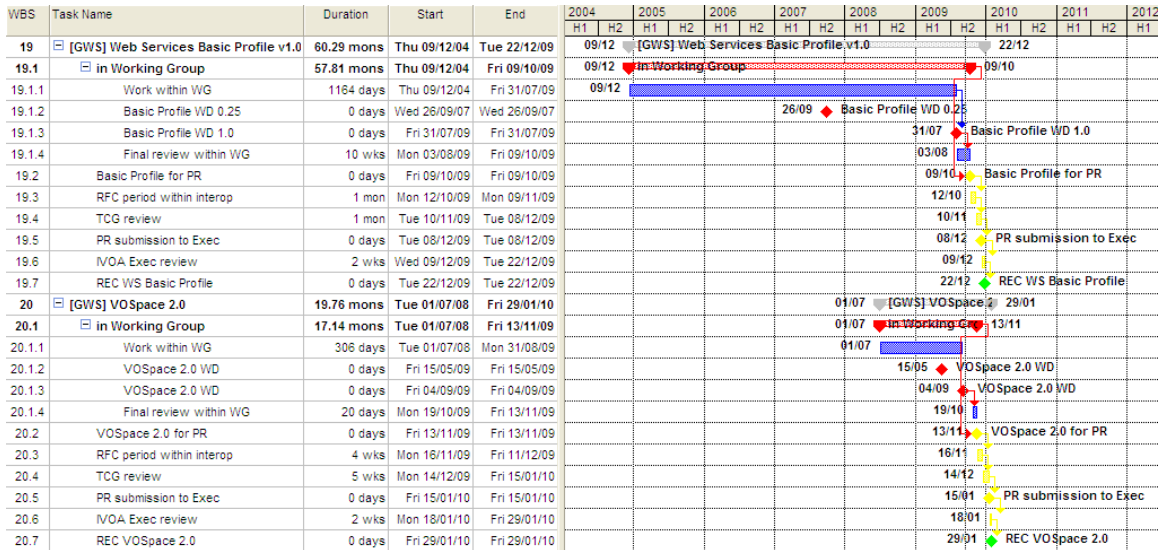 WBS Task Name Duration Start End 2004 2005 2006 2007 2008 2009 2010 2011 2012
H1 H2 H1 H2 H1 H2 H1 H2 H1 H2 H1 H2 H1 H2 H1 H2 H1
19 [GWS] Web Services Basic Profile v1.0 60.29 mons Thu 09/12/04 Tue 22/12/09 09/12 [GWS] Web Services Basic Profile v1.0 22/12
19.1 in Working Group 57.81 mons Thu 09/12/04 Fri 09/10/09 09/12 in Working Group 09/10
19.1.1 Work within WG 1164 days Thu 09/12/04 Fri 31/07/09 09/12
19.1.2 Basic Profile WD 0.25 0 days Wed 26/09/07 Wed 26/09/07 26/09 Basic Profile WD 0.25
19.1.3 Basic Profile WD 1.0 0 days Fri 31/07/09 Fri 31/07/09 31/07 Basic Profile WD 1.0
19.1.4 Final review within WG 10 wks Mon 03/08/09 Fri 09/10/09 03/08
19.2 Basic Profile for PR 0 days Fri 09/10/09 Fri 09/10/09 09/10 Basic Profile for PR
19.3 RFC period within interop 1 mon Mon 12/10/09 Mon 09/11/09 12/10
19.4 TCG review 1 mon Tue 10/11/09 Tue 08/12/09 10/11
19.5 PR submission to Exec 0 days Tue 08/12/09 Tue 08/12/09 08/12 PR submission to Exec
19.6 IVOA Exec review 2 wks Wed 09/12/09 Tue 22/12/09 09/12
19.7 REC WS Basic Profile 0 days Tue 22/12/09 Tue 22/12/09 22/12 REC WS Basic Profile
20 [GWS] VOSpace 2.0 19.76 mons Tue 01/07/08 Fri 29/01/10 01/07 [GWS] VOSpace 2 29/01
20.1 in Working Group 17.14 mons Tue 01/07/08 Fri 13/11/09 01/07 in Working Gro 13/11
20.1.1 Work within WG 306 days Tue 01/07/08 Mon 31/08/09 01/07
20.1.2 VOSpace 2.0 WD 0 days Fri 15/05/09 Fri 15/05/09 15/05 VOSpace 2.0 WD
20.1.3 VOSpace 2.0 WD 0 days Fri 04/09/09 Fri 04/09/09 04/09 VOSpace 2.0 WD
20.1.4 Final review within WG 20 days Mon 19/10/09 Fri 13/11/09 19/10
20.2 VOSpace 2.0 for PR 0 days Fri 13/11/09 Fri 13/11/09 13/11 VOSpace 2.0 for PR
20.3 RFC period within interop 4 wks Mon 16/11/09 Fri 11/12/09 16/11
20.4 TCG review 5 wks Mon 14/12/09 Fri 15/01/10 14/12
20.5 PR submission to Exec 0 days Fri 15/01/10 Fri 15/01/10 15/01 PR submission to Exec
20.6 IVOA Exec review 2 wks Mon 18/01/10 Fri 29/01/10 18/01
20.7 REC VOSpace 2.0 0 days Fri 29/01/10 Fri 29/01/10 29/01 REC VOSpace 2.0